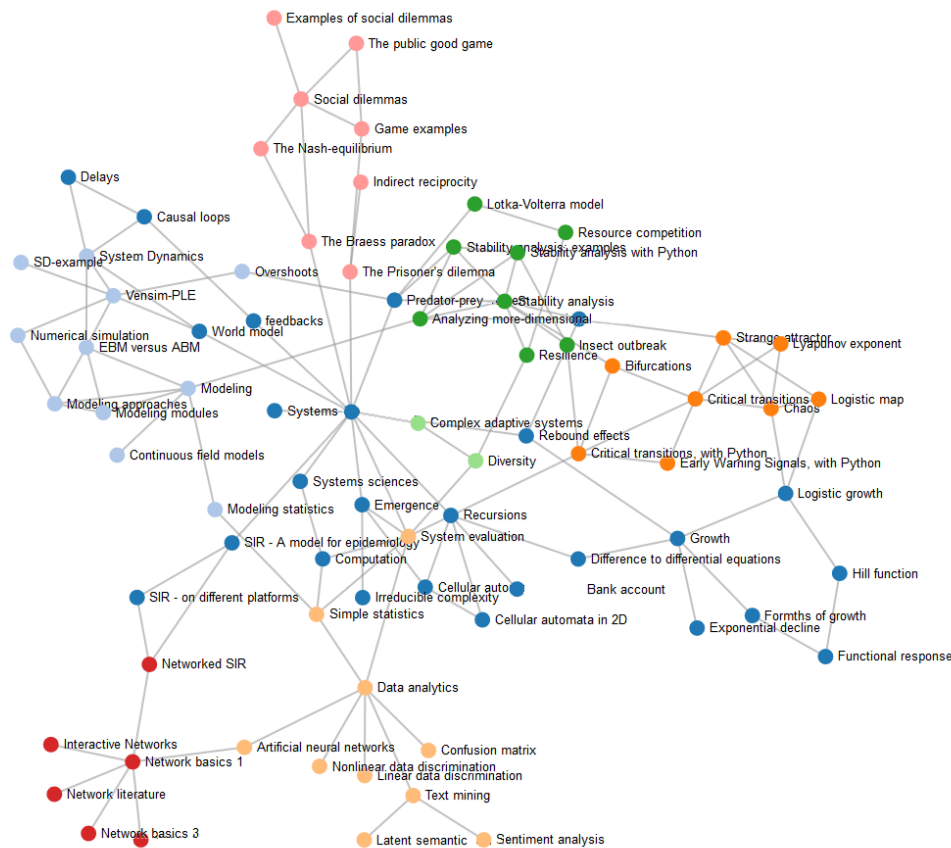 Examples of social dilemmas
The public good game
Social dilemmas
Game examples
The Nash-equilibrium
Indirect reciprocity
Delays
Lotka-Volterra model
Causal loops
Resource competition
The Braess paradox
Stability analysis: examples
Stability analysis with Python
System Dynamics
SD-example
Overshoots
The Prisoner's dilemma
Vensim-PLE
Predator-prey
Stability analysis
feedbacks
Analyzing more-dimensional
World model
Numerical simulation
Strange attractor
Lyapunov exponent
EBM versus ABM
Insect outbreak
Resilience
Bifurcations
Modeling
Critical transitions
Logistic map
Modeling approaches
Chaos
Modeling modules
Systems
Complex adaptive systems
Rebound effects
Continuous field models
Critical transitions, with Python
Diversity
Early Warning Signals, with Python
Systems sciences
Logistic growth
Modeling statistics
Emergence
Recursions
SIR - A model for epidemiology
System evaluation
Growth
Computation
Difference to differential equations
Hill function
Cellular autom
Bank account
SIR - on different platforms
Irreducible complexity
Simple statistics
Cellular automata in 2D
Formths of growth
Exponential decline
Functional response
Networked SIR
Data analytics
Interactive Networks
Artificial neural networks
Confusion matrix
Network basics 1
Nonlinear data discrimination
Linear data discrimination
Network literature
Text mining
Network basics 3
Latent semantic
Sentiment analysis